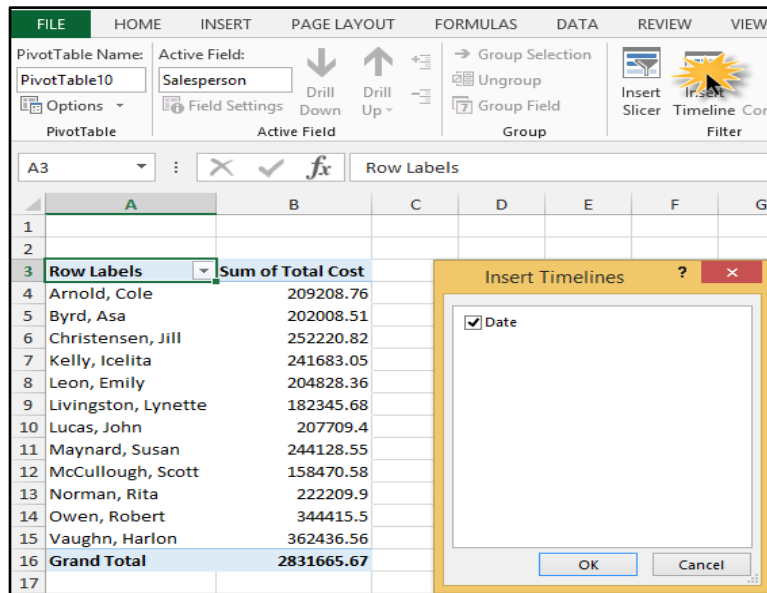 FILE HOME INSERT PAGE LAYOUT FORMULAS DATA REVIEW VIEW
PivotTable Name: Active Field:
PivotTable10 Salesperson
Options Field Settings
Drill Down
Drill Up
Group Selection
Ungroup
7 Group Field
Insert Slicer
Insert Timeline
PivotTable Active Field Group Filter
A3 fx Row Labels
A B C D E F G
1
2
3 Row Labels Sum of Total Cost
4 Arnold, Cole 209208.76
5 Byrd, Asa 202008.51
6 Christensen, Jill 252220.82
7 Kelly, Icelita 241683.05
8 Leon, Emily 204828.36
9 Livingston, Lynette 182345.68
10 Lucas, John 207709.4
11 Maynard, Susan 244128.55
12 McCullough, Scott 158470.58
13 Norman, Rita 222209.9
14 Owen, Robert 344415.5
15 Vaughn, Harlon 362436.56
16 Grand Total 2831665.67
17
Insert Timelines ?
Date
OK Cancel